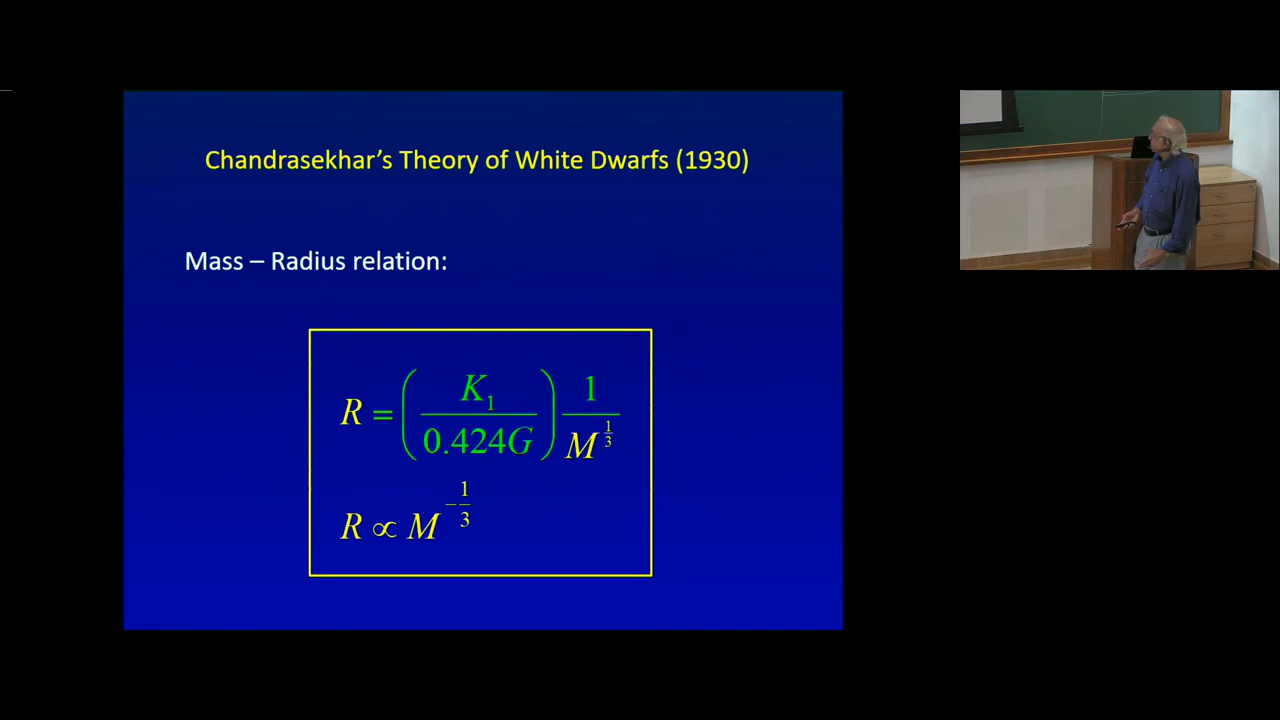 Chandrasekhar’s Theory of White Dwarfs (1930)
Mass – Radius relation:
R = (K₁ / 0.424G) 1 / M^(1/3)
R ∝ M^(-1/3)